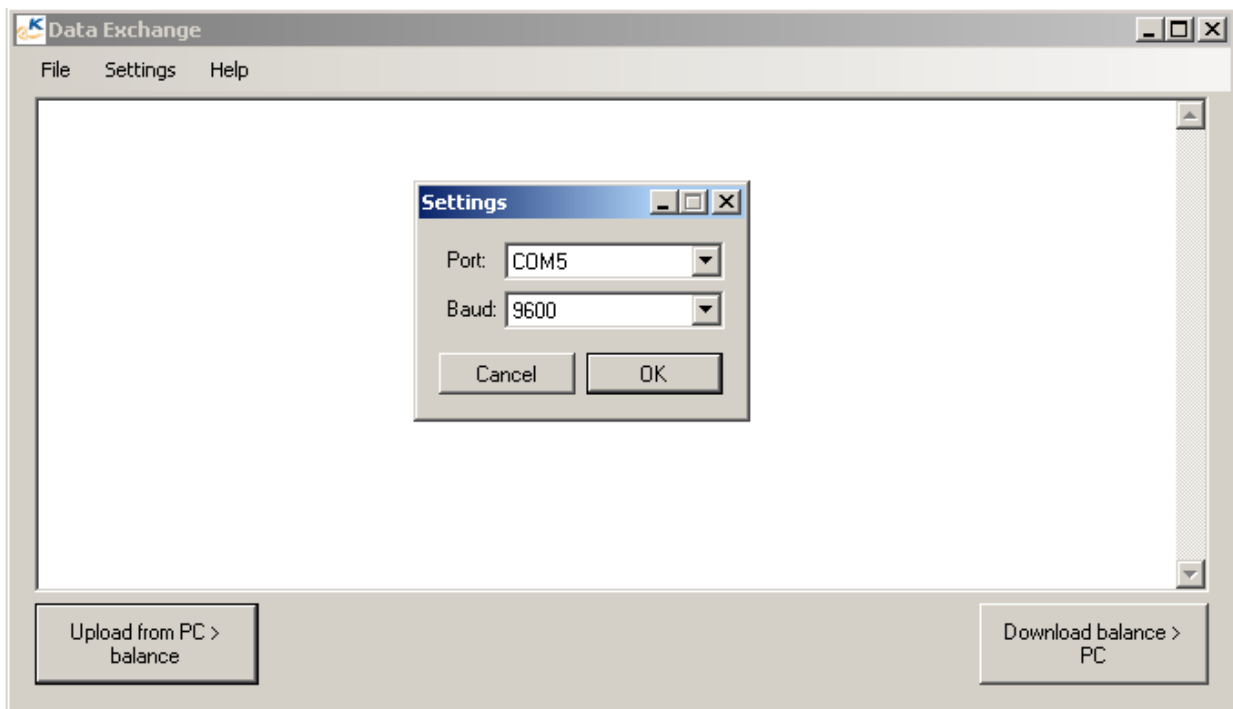 Data Exchange
File Settings Help
Settings
Port: COM5
Baud: 9600
Cancel OK
Upload from PC >
balance
Download balance >
PC